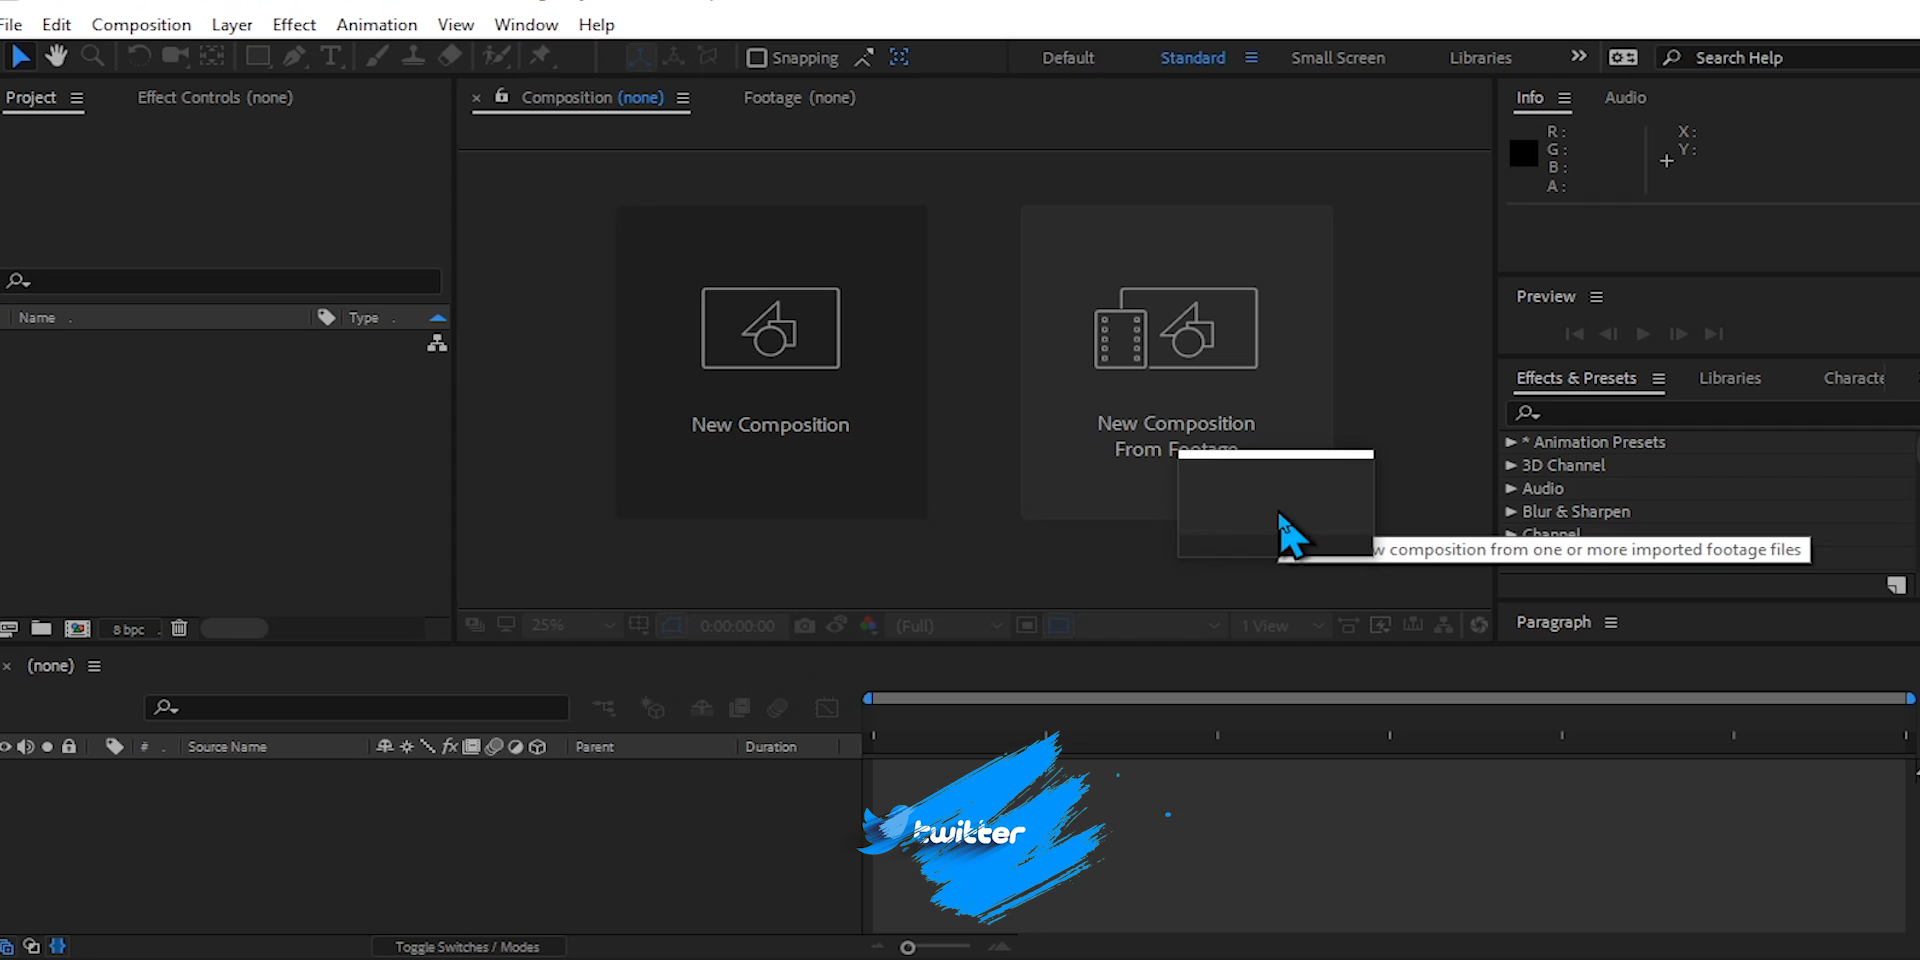 File Edit Composition Layer Effect Animation View Window Help
Snapping Default Standard Small Screen Libraries Search Help
Project Effect Controls (none) Composition (none) Footage (none) Info Audio
R: X:
G: Y:
B:
A:
Preview
Name Type
Effects & Presets Libraries Characte
New Composition
New Composition
From Footage
* Animation Presets
3D Channel
Audio
Blur & Sharpen
Channel
w composition from one or more imported footage files
8 bpc 25% 0:00:00:00 (Full) 1 View
Paragraph
(none)
# Source Name fx Parent Duration
twitter
Toggle Switches / Modes